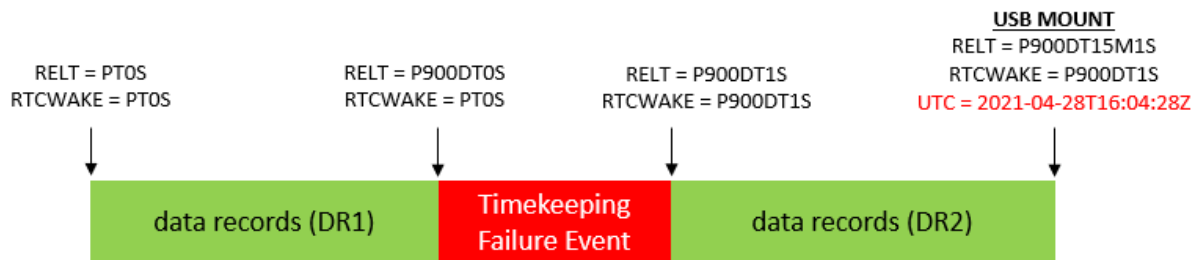 RELT = PT0S
RTCWAKE = PT0S
RELT = P900DT0S
RTCWAKE = PT0S
RELT = P900DT1S
RTCWAKE = P900DT1S
USB MOUNT
RELT = P900DT15M1S
RTCWAKE = P900DT1S
UTC = 2021-04-28T16:04:28Z
data records (DR1)
Timekeeping
Failure Event
data records (DR2)